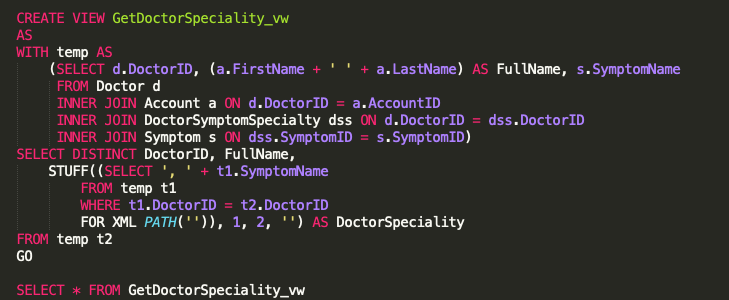 CREATE VIEW GetDoctorSpeciality_vw
AS
WITH temp AS
    (SELECT d.DoctorID, (a.FirstName + ' ' + a.LastName) AS FullName, s.SymptomName
     FROM Doctor d
     INNER JOIN Account a ON d.DoctorID = a.AccountID
     INNER JOIN DoctorSymptomSpecialty dss ON d.DoctorID = dss.DoctorID
     INNER JOIN Symptom s ON dss.SymptomID = s.SymptomID)
SELECT DISTINCT DoctorID, FullName,
    STUFF((SELECT ', ' + t1.SymptomName
        FROM temp t1
        WHERE t1.DoctorID = t2.DoctorID
        FOR XML PATH('')), 1, 2, '') AS DoctorSpeciality
FROM temp t2
GO

SELECT * FROM GetDoctorSpeciality_vw